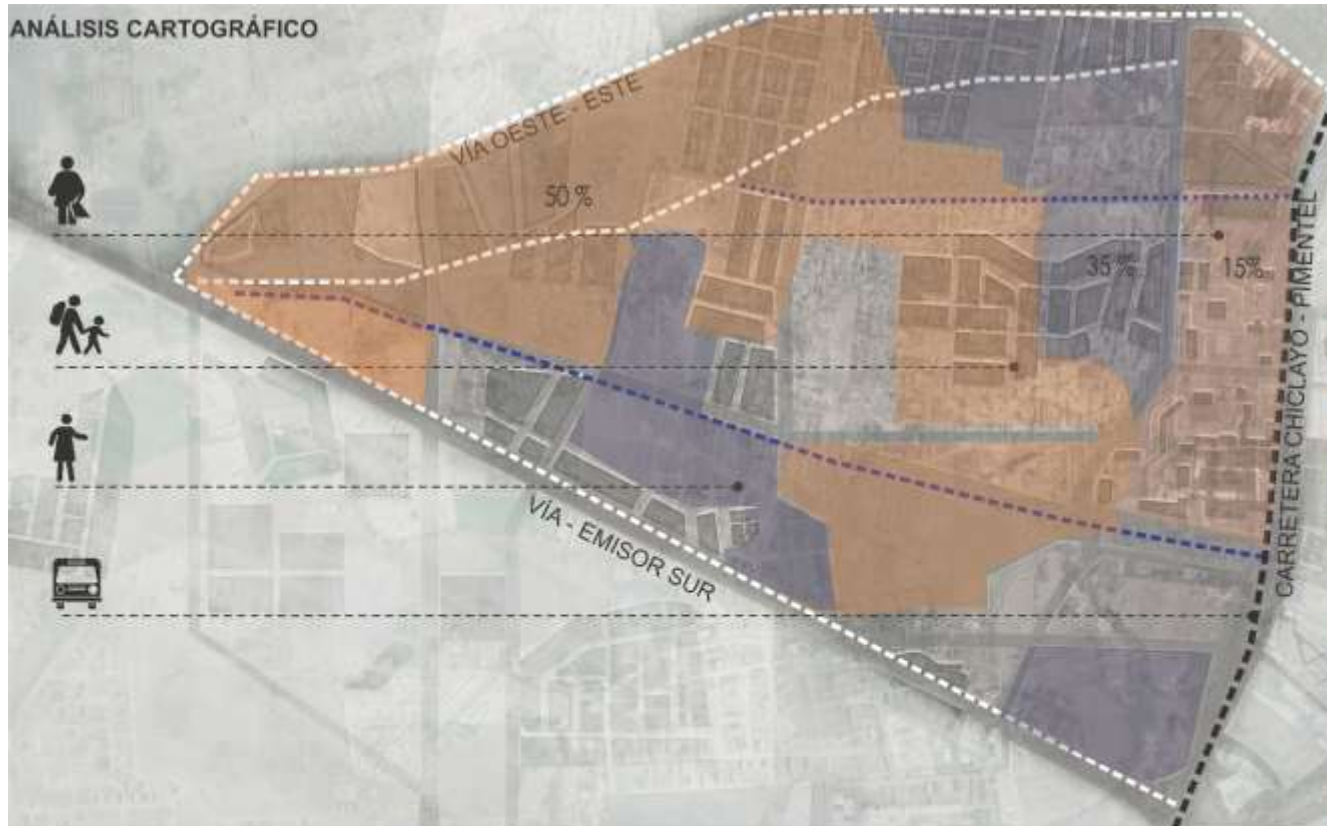 ANÁLISIS CARTOGRÁFICO
VÍA OESTE - ESTE
50 %
35 %
15%
CARRETERA CHICLAYO - PIMENTEL
VÍA - EMISOR SUR